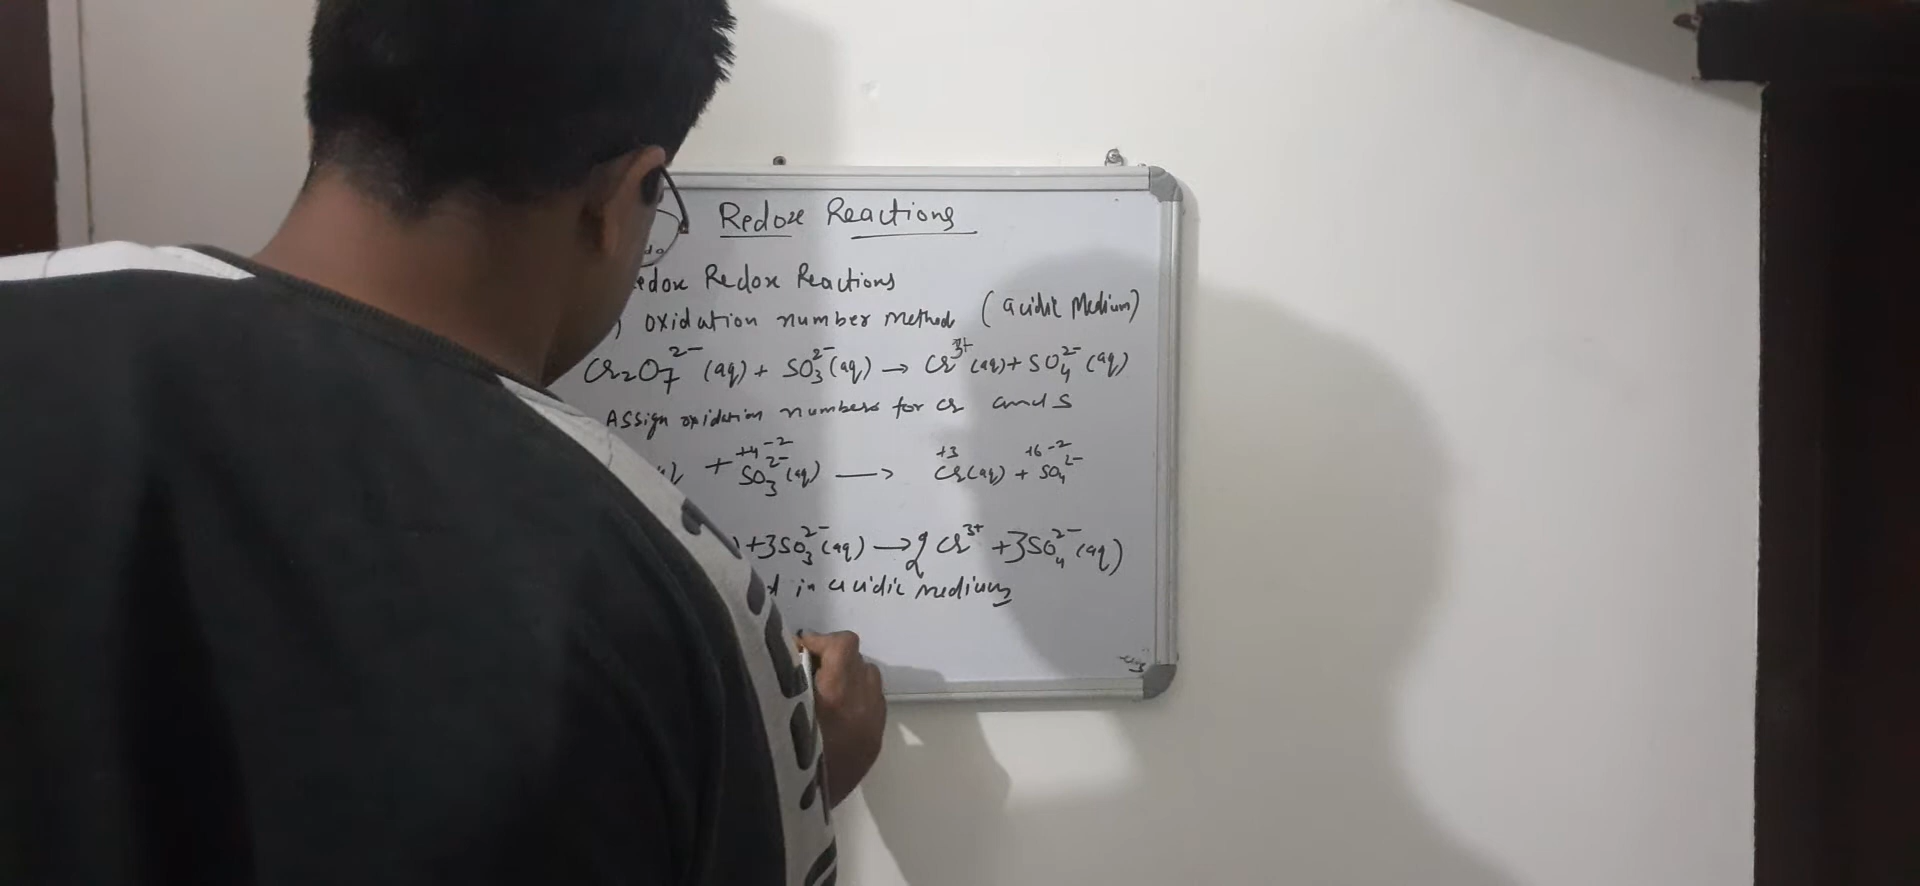 Redox Reactions
edox Redox Reactions
) oxidation number method (acidic Medium)
Cr₂O₇²⁻ (aq) + SO₃²⁻ (aq) → Cr³⁺ (aq) + SO₄²⁻ (aq)
Assign oxidation numbers for cr and S
+4 -2 +3 +6 -2
+ SO₃²⁻ (aq) → Cr(aq) + SO₄²⁻
) +3SO₃²⁻ (aq) → 2 Cr³⁺ +3SO₄²⁻ (aq)
d in acidic medium